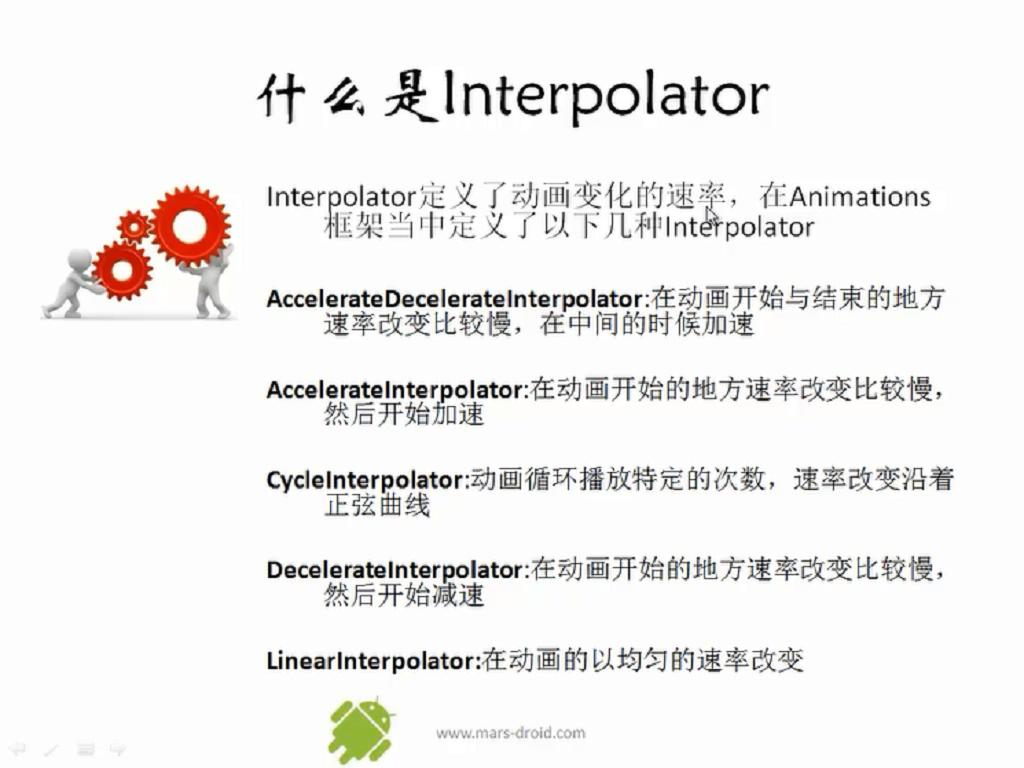 什么是Interpolator
Interpolator定义了动画变化的速率，在Animations
框架当中定义了以下几种Interpolator
AccelerateDecelerateInterpolator:在动画开始与结束的地方
速率改变比较慢，在中间的时候加速
AccelerateInterpolator:在动画开始的地方速率改变比较慢，
然后开始加速
CycleInterpolator:动画循环播放特定的次数，速率改变沿着
正弦曲线
DecelerateInterpolator:在动画开始的地方速率改变比较慢，
然后开始减速
LinearInterpolator:在动画的以均匀的速率改变
www.mars-droid.com